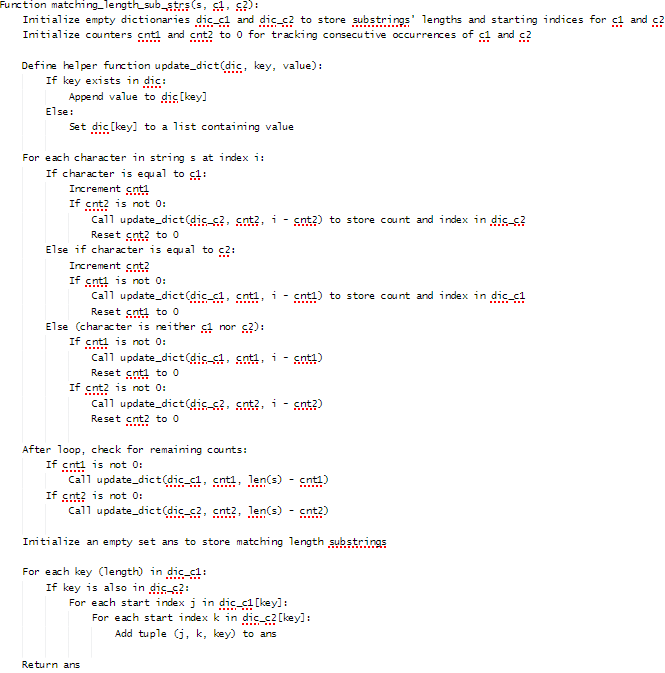 Function matching_length_sub_strs(s, c1, c2):
Initialize empty dictionaries dic_c1 and dic_c2 to store substrings' lengths and starting indices for c1 and c2
Initialize counters cnt1 and cnt2 to 0 for tracking consecutive occurrences of c1 and c2
Define helper function update_dict(dic, key, value):
If key exists in dic:
Append value to dic[key]
Else:
Set dic[key] to a list containing value
For each character in string s at index i:
If character is equal to c1:
Increment cnt1
If cnt2 is not 0:
Call update_dict(dic_c2, cnt2, i - cnt2) to store count and index in dic_c2
Reset cnt2 to 0
Else if character is equal to c2:
Increment cnt2
If cnt1 is not 0:
Call update_dict(dic_c1, cnt1, i - cnt1) to store count and index in dic_c1
Reset cnt1 to 0
Else (character is neither c1 nor c2):
If cnt1 is not 0:
Call update_dict(dic_c1, cnt1, i - cnt1)
Reset cnt1 to 0
If cnt2 is not 0:
Call update_dict(dic_c2, cnt2, i - cnt2)
Reset cnt2 to 0
After loop, check for remaining counts:
If cnt1 is not 0:
Call update_dict(dic_c1, cnt1, len(s) - cnt1)
If cnt2 is not 0:
Call update_dict(dic_c2, cnt2, len(s) - cnt2)
Initialize an empty set ans to store matching length substrings
For each key (length) in dic_c1:
If key is also in dic_c2:
For each start index j in dic_c1[key]:
For each start index k in dic_c2[key]:
Add tuple (j, k, key) to ans
Return ans